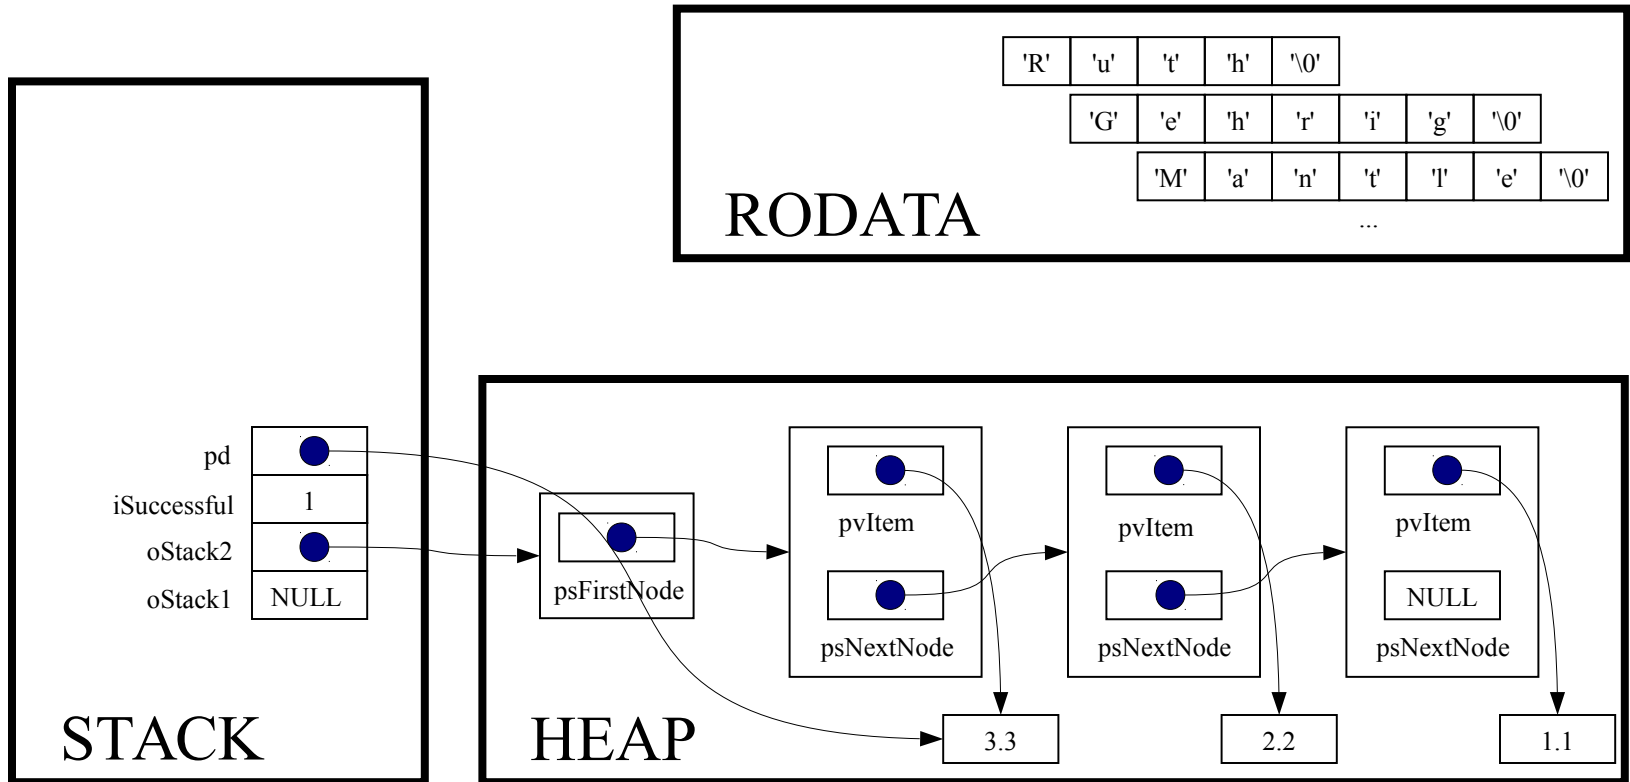 'R' 'u' 't' 'h' '\0'
'G' 'e' 'h' 'r' 'i' 'g' '\0'
'M' 'a' 'n' 't' 'l' 'e' '\0'
...
RODATA
pd
iSuccessful 1
oStack2
oStack1 NULL
STACK
psFirstNode
pvItem pvItem pvItem
NULL
psNextNode psNextNode psNextNode
3.3 2.2 1.1
HEAP